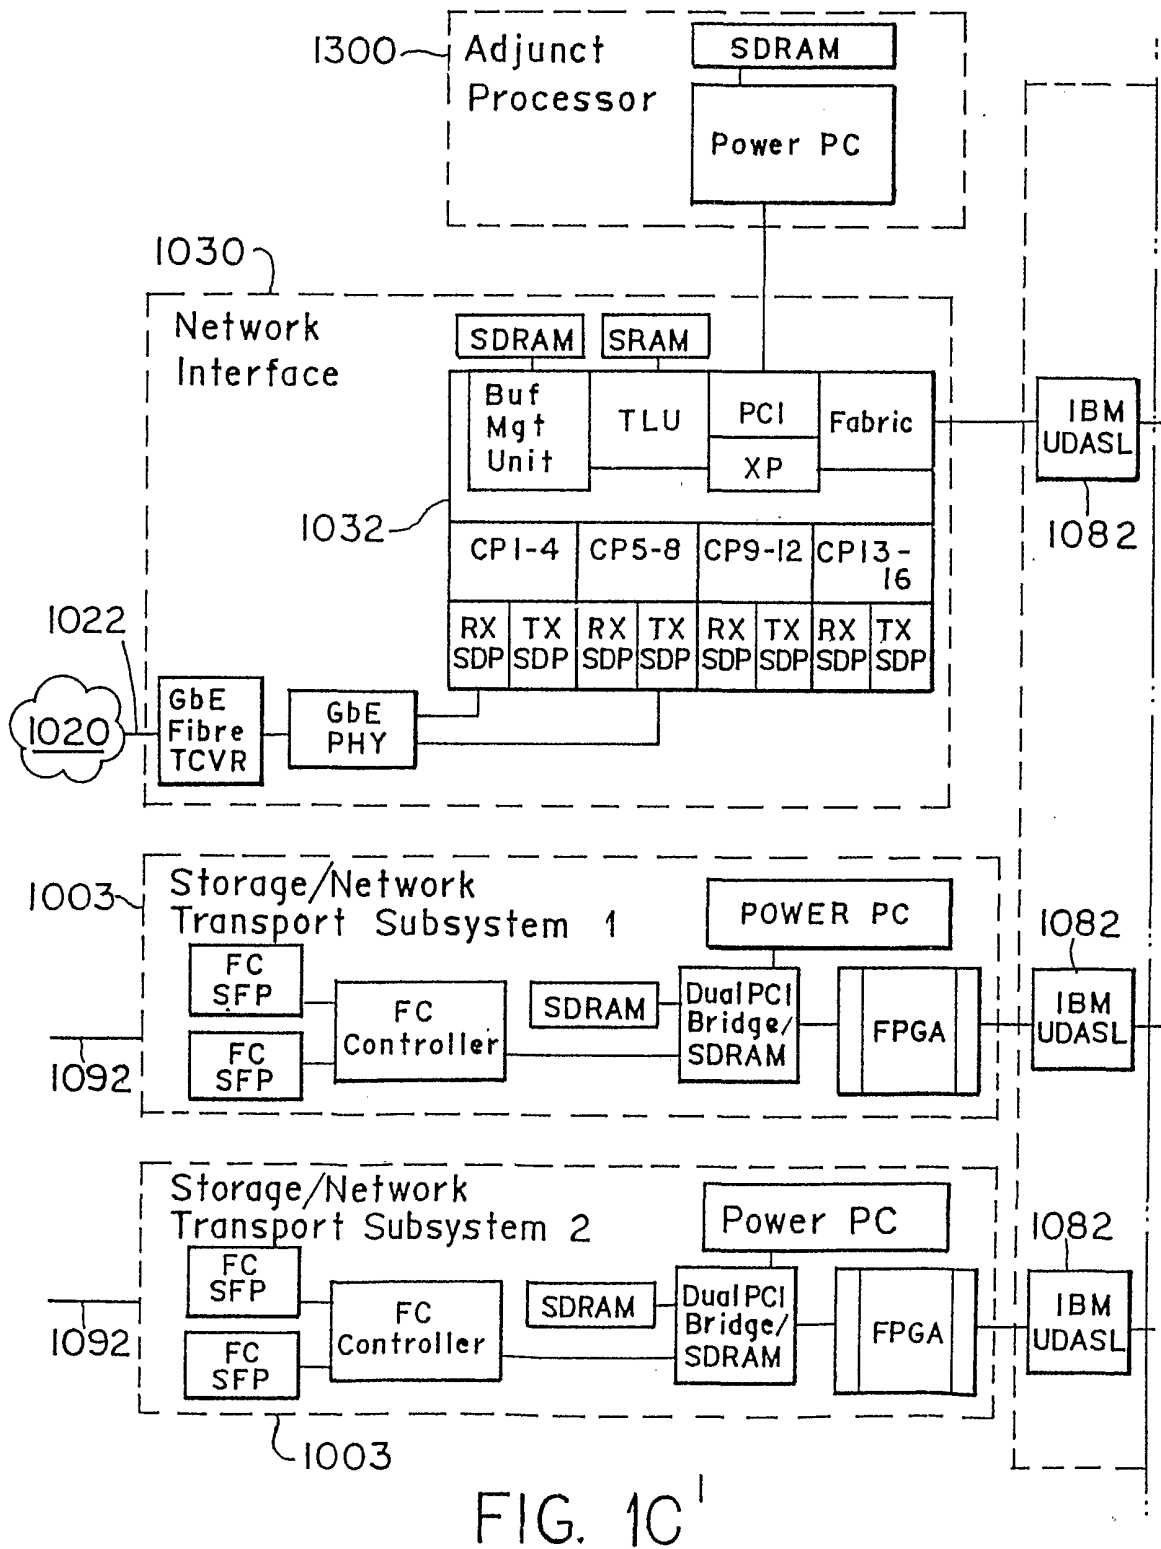 1300
Adjunct
Processor
SDRAM
Power PC
1030
Network
Interface
SDRAM
SRAM
Buf
Mgt
Unit
TLU
PCI
XP
Fabric
IBM
UDASL
1082
1032
CP1-4
CP5-8
CP9-12
CP13-
16
RX
SDP
TX
SDP
RX
SDP
TX
SDP
RX
SDP
TX
SDP
RX
SDP
TX
SDP
1022
1020
GbE
Fibre
TCVR
GbE
PHY
1003
Storage/Network
Transport Subsystem 1
POWER PC
FC
SFP
FC
SFP
FC
Controller
SDRAM
Dual PCI
Bridge/
SDRAM
FPGA
1082
IBM
UDASL
1092
Storage/Network
Transport Subsystem 2
Power PC
FC
SFP
FC
SFP
FC
Controller
SDRAM
Dual PCI
Bridge/
SDRAM
FPGA
1082
IBM
UDASL
1092
1003
FIG. 1C'